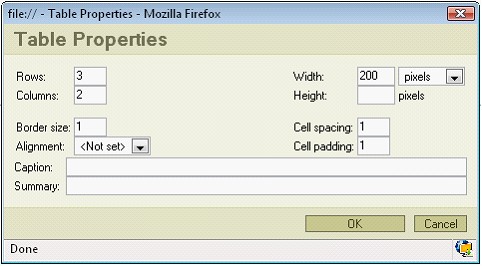 file:// - Table Properties - Mozilla Firefox
Table Properties
Rows: 3 Width: 200 pixels
Columns: 2 Height: pixels
Border size: 1 Cell spacing: 1
Alignment: <Not set> Cell padding: 1
Caption:
Summary:
OK Cancel
Done